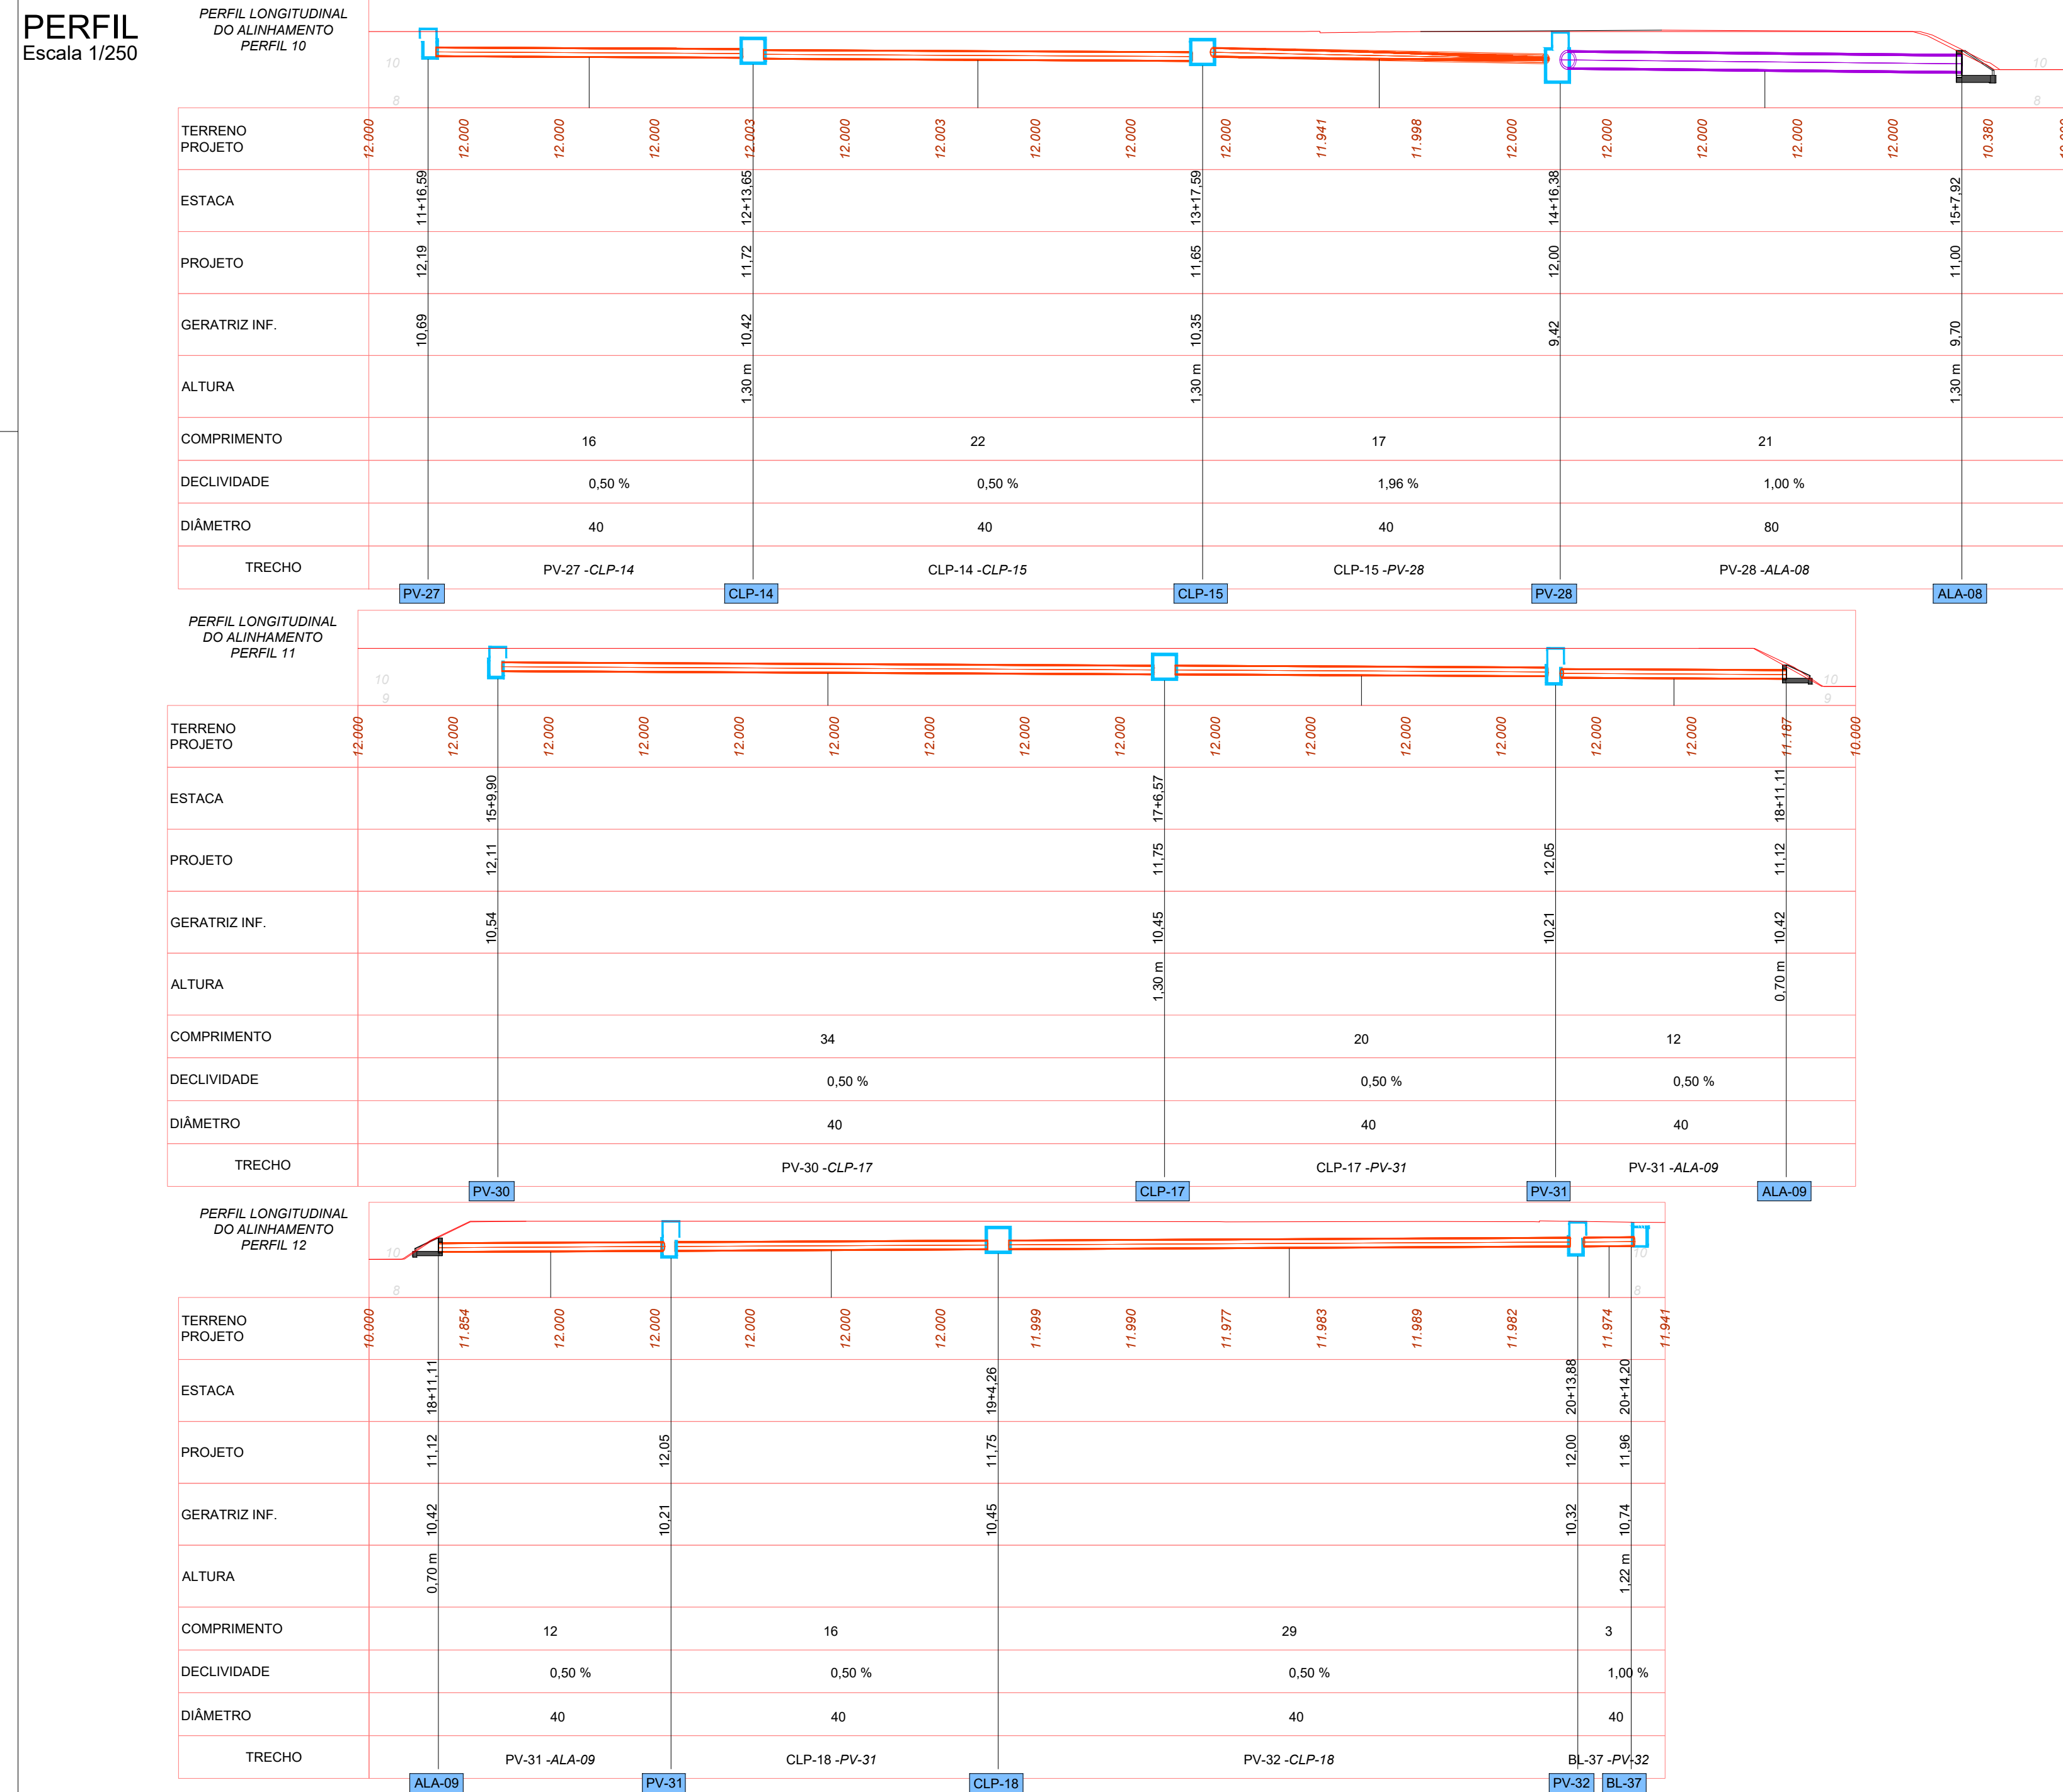 PERFIL
Escala 1/250
PERFIL LONGITUDINAL
DO ALINHAMENTO
PERFIL 10
10 10
8 8
TERRENO
PROJETO
12.000 12.000 12.000 12.000 12.003 12.000 12.003 12.000 12.000 12.000 11.941 11.998 12.000 12.000 12.000 12.000 12.000 10.380
ESTACA 11+16,59 12+13,65 13+17,59 14+16,38 15+7,92
PROJETO 12,19 11,72 11,65 12,00 11,00
GERATRIZ INF. 10,69 10,42 10,35 9,42 9,70
ALTURA 1,30 m 1,30 m 1,30 m
COMPRIMENTO 16 22 17 21
DECLIVIDADE 0,50 % 0,50 % 1,96 % 1,00 %
DIÂMETRO 40 40 40 80
TRECHO PV-27 -CLP-14 CLP-14 -CLP-15 CLP-15 -PV-28 PV-28 -ALA-08
PV-27 CLP-14 CLP-15 PV-28 ALA-08
PERFIL LONGITUDINAL
DO ALINHAMENTO
PERFIL 11
10 10
9 9
TERRENO
PROJETO
12.000 12.000 12.000 12.000 12.000 12.000 12.000 12.000 12.000 12.000 12.000 12.000 12.000 12.000 12.000 11.187 10.000
ESTACA 15+9,90 17+6,57 18+11,11
PROJETO 12,11 11,75 12,05 11,12
GERATRIZ INF. 10,54 10,45 10,21 10,42
ALTURA 1,30 m 0,70 m
COMPRIMENTO 34 20 12
DECLIVIDADE 0,50 % 0,50 % 0,50 %
DIÂMETRO 40 40 40
TRECHO PV-30 -CLP-17 CLP-17 -PV-31 PV-31 -ALA-09
PV-30 CLP-17 PV-31 ALA-09
PERFIL LONGITUDINAL
DO ALINHAMENTO
PERFIL 12
10 10
8 8
TERRENO
PROJETO
10.000 11.854 12.000 12.000 12.000 12.000 12.000 11.999 11.990 11.977 11.983 11.989 11.982 11.974 11.941
ESTACA 18+11,11 19+4,26 20+13,88 20+14,20
PROJETO 11,12 12,05 11,75 12,00 11,96
GERATRIZ INF. 10,42 10,21 10,45 10,32 10,74
ALTURA 0,70 m 1,22 m
COMPRIMENTO 12 16 29 3
DECLIVIDADE 0,50 % 0,50 % 0,50 % 1,00 %
DIÂMETRO 40 40 40 40
TRECHO PV-31 -ALA-09 CLP-18 -PV-31 PV-32 -CLP-18 BL-37 -PV-32
ALA-09 PV-31 CLP-18 PV-32 BL-37